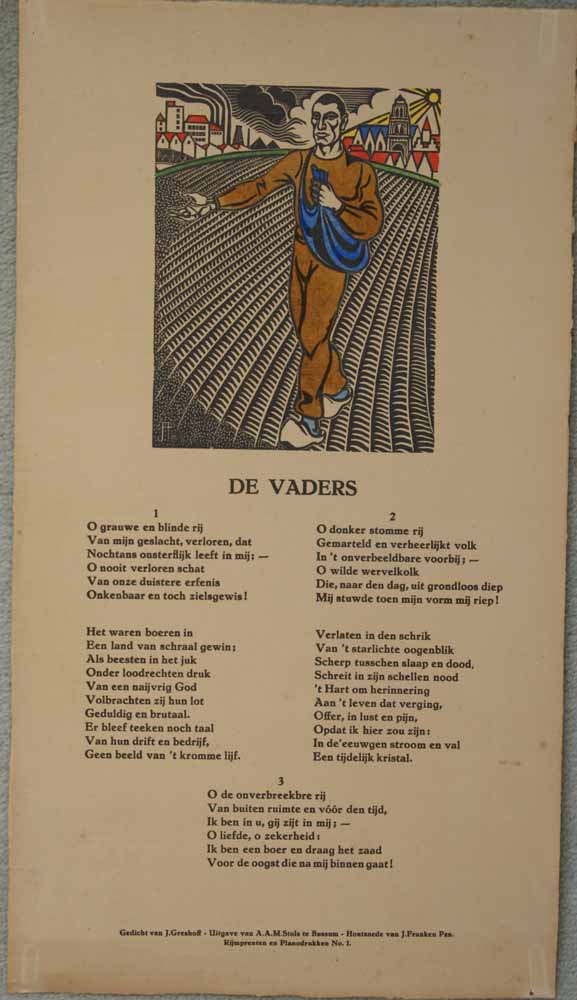 DE VADERS
1
O grauwe en blinde rij
Van mijn geslacht, verloren, dat
Nochtans onsterflijk leeft in mij; —
O nooit verloren schat
Van onze duistere erfenis
Onkenbaar en toch zielsgewis!
Het waren boeren in
Een land van schraal gewin;
Als beesten in het juk
Onder loodrechten druk
Van een naijvrig God
Volbrachten zij hun lot
Geduldig en brutaal.
Er bleef teeken noch taal
Van hun drift en bedrijf,
Geen beeld van 't kromme lijf.
2
O donker stomme rij
Gemarteld en verheerlijkt volk
In 't onverbeeldbare voorbij; —
O wilde wervelkolk
Die, naar den dag, uit grondloos diep
Mij stuwde toen mijn vorm mij riep!
Verlaten in den schrik
Van 't starlichte oogenblik
Scherp tusschen slaap en dood,
Schreit in zijn schellen nood
't Hart om herinnering
Aan 't leven dat verging,
Offer, in lust en pijn,
Opdat ik hier zou zijn:
In de'eeuwgen stroom en val
Een tijdelijk kristal.
3
O de onverbreekbre rij
Van buiten ruimte en vóór den tijd,
Ik ben in u, gij zijt in mij; —
O liefde, o zekerheid:
Ik ben een boer en draag het zaad
Voor de oogst die na mij binnen gaat!
Gedicht van J.Greshoff - Uitgave van A.A.M.Stols te Bussum - Houtsnede van J.Franken Pzn.
Rijmprenten en Planodrukken No. 1.